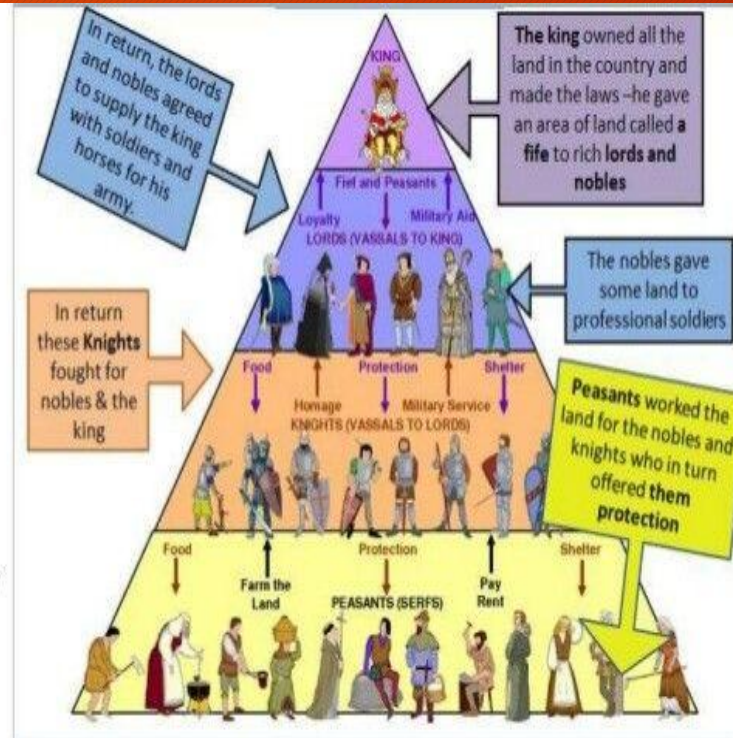 In return, the lords
and nobles agreed
to supply the king
with soldiers and
horses for his
army.
The king owned all the
land in the country and
made the laws –he gave
an area of land called a
fife to rich lords and
nobles
KING
Fief and Peasants
Loyalty
Military Aid
LORDS (VASSALS TO KING)
The nobles gave
some land to
professional soldiers
In return
these Knights
fought for
nobles & the
king
Food
Protection
Shelter
Homage
Military Service
KNIGHTS (VASSALS TO LORDS)
Peasants worked the
land for the nobles and
knights who in turn
offered them
protection
Food
Protection
Shelter
Farm the
Land
PEASANTS (SERFS)
Pay
Rent